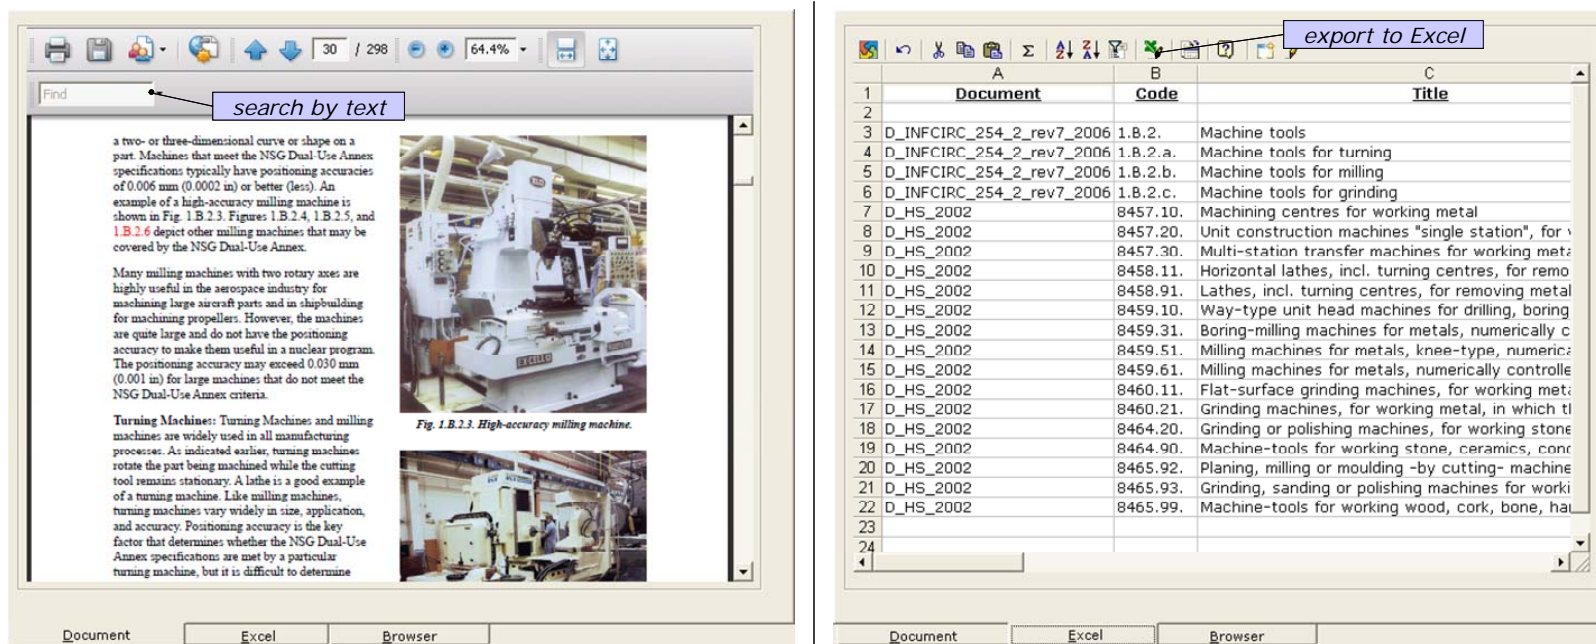 30 / 298
64.4%
Find
search by text
a two- or three-dimensional curve or shape on a
part. Machines that meet the NSG Dual-Use Annex
specifications typically have positioning accuracies
of 0.006 mm (0.0002 in) or better (less). An
example of a high-accuracy milling machine is
shown in Fig. 1.B.2.3. Figures 1.B.2.4, 1.B.2.5, and
1.B.2.6 depict other milling machines that may be
covered by the NSG Dual-Use Annex.
Many milling machines with two rotary axes are
highly useful in the aerospace industry for
machining large aircraft parts and in shipbuilding
for machining propellers. However, the machines
are quite large and do not have the positioning
accuracy to make them useful in a nuclear program.
The positioning accuracy may exceed 0.030 mm
(0.001 in) for large machines that do not meet the
NSG Dual-Use Annex criteria.
Turning Machines: Turning Machines and milling
machines are widely used in all manufacturing
processes. As indicated earlier, turning machines
rotate the part being machined while the cutting
tool remains stationary. A lathe is a good example
of a turning machine. Like milling machines,
turning machines vary widely in size, application,
and accuracy. Positioning accuracy is the key
factor that determines whether the NSG Dual-Use
Annex specifications are met by a particular
turning machine, but it is difficult to determine
EXCELLO
Fig. 1.B.2.3. High-accuracy milling machine.
Document Excel Browser
export to Excel
A B C
1 Document Code Title
2
3 D_INFCIRC_254_2_rev7_2006 1.B.2. Machine tools
4 D_INFCIRC_254_2_rev7_2006 1.B.2.a. Machine tools for turning
5 D_INFCIRC_254_2_rev7_2006 1.B.2.b. Machine tools for milling
6 D_INFCIRC_254_2_rev7_2006 1.B.2.c. Machine tools for grinding
7 D_HS_2002 8457.10. Machining centres for working metal
8 D_HS_2002 8457.20. Unit construction machines "single station", for
9 D_HS_2002 8457.30. Multi-station transfer machines for working meta
10 D_HS_2002 8458.11. Horizontal lathes, incl. turning centres, for remo
11 D_HS_2002 8458.91. Lathes, incl. turning centres, for removing metal
12 D_HS_2002 8459.10. Way-type unit head machines for drilling, boring
13 D_HS_2002 8459.31. Boring-milling machines for metals, numerically c
14 D_HS_2002 8459.51. Milling machines for metals, knee-type, numerica
15 D_HS_2002 8459.61. Milling machines for metals, numerically controlle
16 D_HS_2002 8460.11. Flat-surface grinding machines, for working meta
17 D_HS_2002 8460.21. Grinding machines, for working metal, in which t
18 D_HS_2002 8464.20. Grinding or polishing machines, for working stone
19 D_HS_2002 8464.90. Machine-tools for working stone, ceramics, conc
20 D_HS_2002 8465.92. Planing, milling or moulding -by cutting- machine
21 D_HS_2002 8465.93. Grinding, sanding or polishing machines for worki
22 D_HS_2002 8465.99. Machine-tools for working wood, cork, bone, ha
23
24
Document Excel Browser